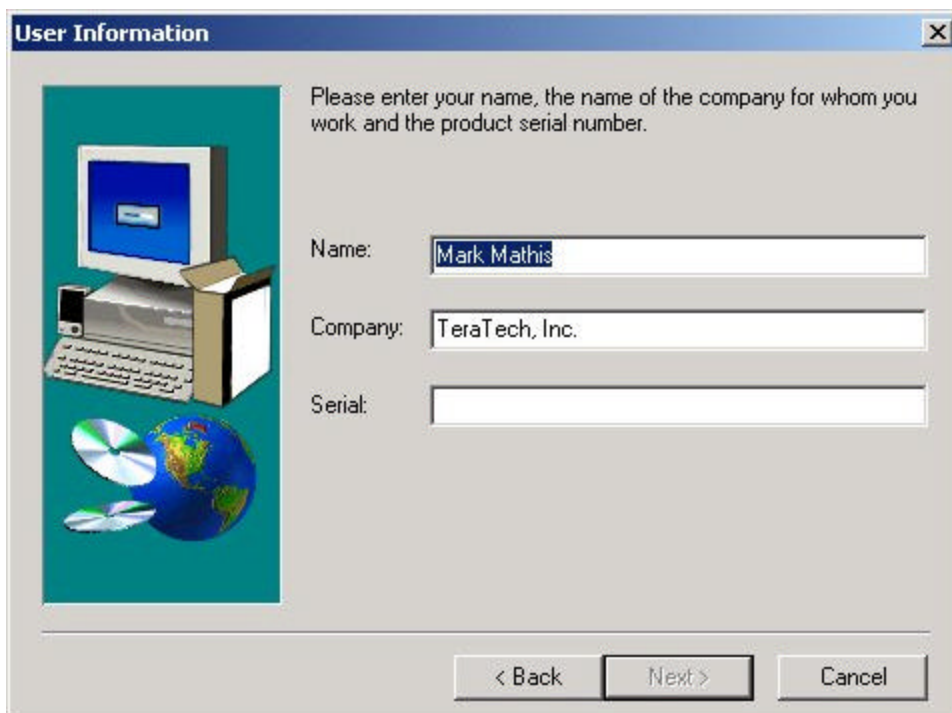 User Information
Please enter your name, the name of the company for whom you
work and the product serial number.
Name:
Mark Mathis
Company:
TeraTech, Inc.
Serial:
< Back
Next >
Cancel